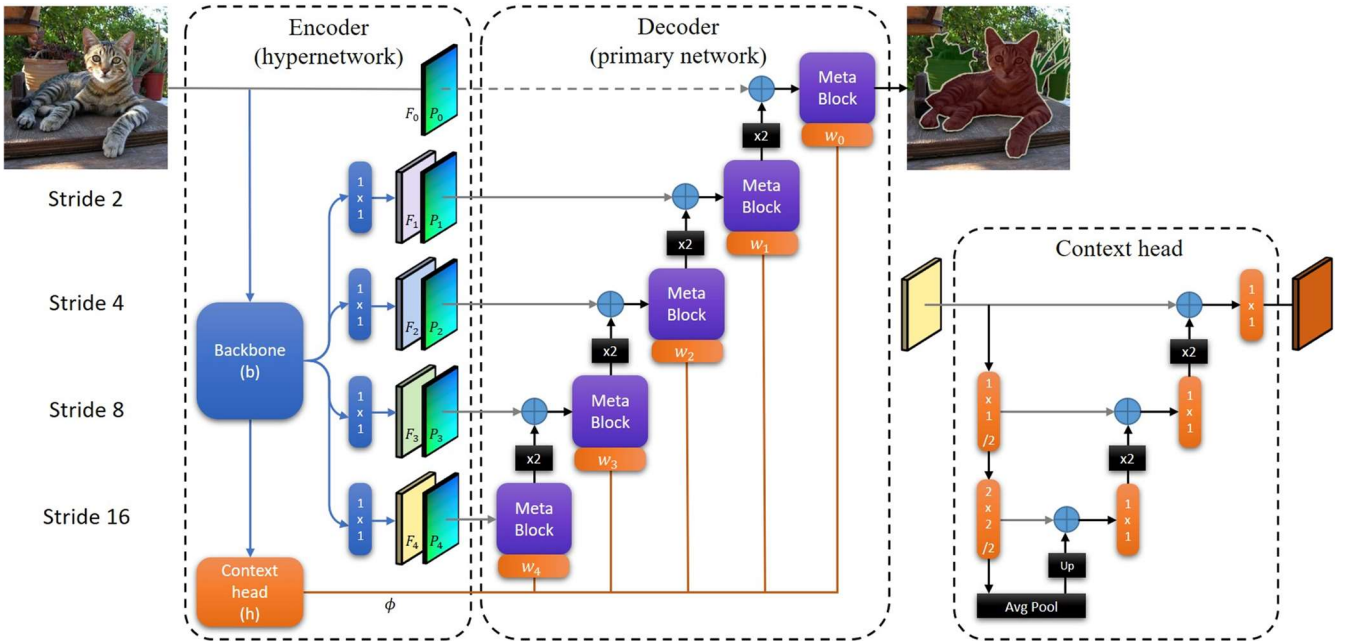 Encoder
(hypernetwork)
Decoder
(primary network)
F₀ P₀
Meta
Block
w₀
x2
Stride 2
1
x
1
F₁ P₁
Meta
Block
w₁
x2
Stride 4
1
x
1
F₂ P₂
Meta
Block
w₂
x2
Stride 8
1
x
1
F₃ P₃
Meta
Block
w₃
x2
Stride 16
1
x
1
F₄ P₄
Meta
Block
w₄
Backbone
(b)
Context
head
(h)
ϕ
Context head
1
x
1
x2
1
x
1
/2
1
x
1
x2
2
x
2
/2
1
x
1
Up
Avg Pool